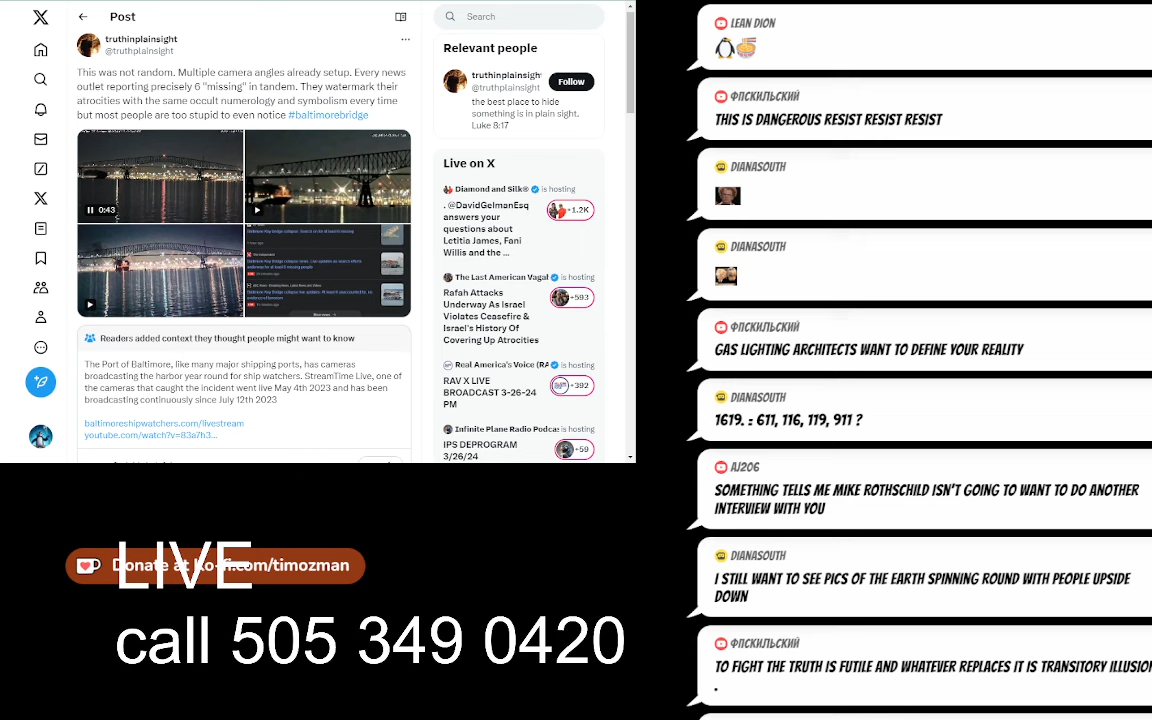 Post
truthinplainsight
@truthplainsight
This was not random. Multiple camera angles already setup. Every news
outlet reporting precisely 6 "missing" in tandem. They watermark their
atrocities with the same occult numerology and symbolism every time
but most people are too stupid to even notice #baltimorebridge
0:43
Readers added context they thought people might want to know
The Port of Baltimore, like many major shipping ports, has cameras
broadcasting the harbor year round for ship watchers. StreamTime Live, one of
the cameras that caught the incident went live May 4th 2023 and has been
broadcasting continuously since July 12th 2023
baltimoreshipwatchers.com/livestream
youtube.com/watch?v=83a7h3...
Search
Relevant people
truthinplainsigh
@truthplainsight
Follow
the best place to hide
something is in plain sight.
Luke 8:17
Live on X
Diamond and Silk® is hosting
. @DavidGelmanEsq
answers your
questions about
Letitia James, Fani
Willis and the ...
+1.2K
The Last American Vagal is hosting
Rafah Attacks
Underway As Israel
Violates Ceasefire &
Israel's History Of
Covering Up Atrocities
+593
Real America's Voice (RA is hosting
RAV X LIVE
BROADCAST 3-26-24
PM
+392
Infinite Plane Radio Podca is hosting
IPS DEPROGRAM
3/26/24
+59
LIVE
Donate at ko-fi.com/timozman
call 505 349 0420
LEAN DION
ФПСКИЛЬСКИЙ
THIS IS DANGEROUS RESIST RESIST RESIST
DIANASOUTH
DIANASOUTH
ФПСКИЛЬСКИЙ
GAS LIGHTING ARCHITECTS WANT TO DEFINE YOUR REALITY
DIANASOUTH
1619. : 611, 116, 119, 911 ?
AJ206
SOMETHING TELLS ME MIKE ROTHSCHILD ISN'T GOING TO WANT TO DO ANOTHER
INTERVIEW WITH YOU
DIANASOUTH
I STILL WANT TO SEE PICS OF THE EARTH SPINNING ROUND WITH PEOPLE UPSIDE
DOWN
ФПСКИЛЬСКИЙ
TO FIGHT THE TRUTH IS FUTILE AND WHATEVER REPLACES IT IS TRANSITORY ILLUSION
.